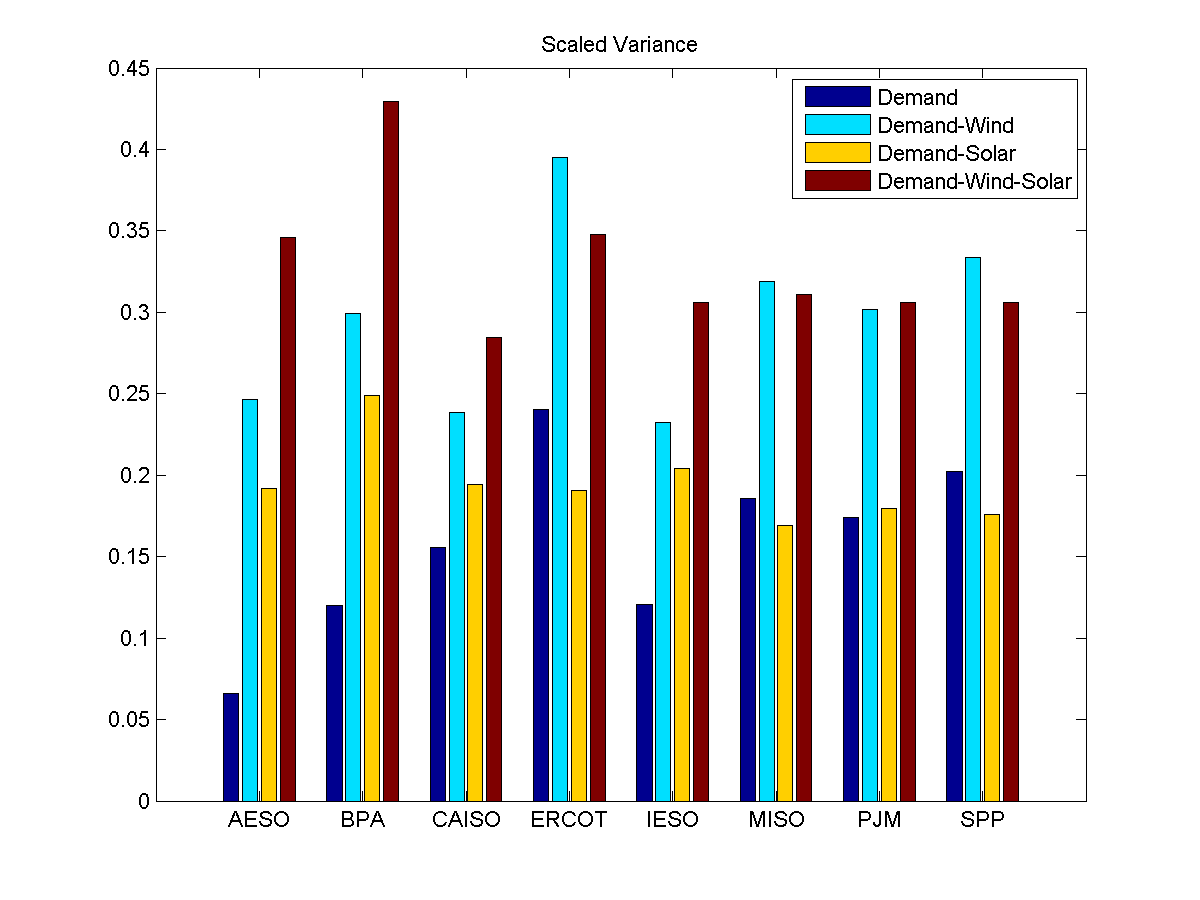 Scaled Variance
0.45
0.4
0.35
0.3
0.25
0.2
0.15
0.1
0.05
0
Demand
Demand-Wind
Demand-Solar
Demand-Wind-Solar
AESO BPA CAISO ERCOT IESO MISO PJM SPP